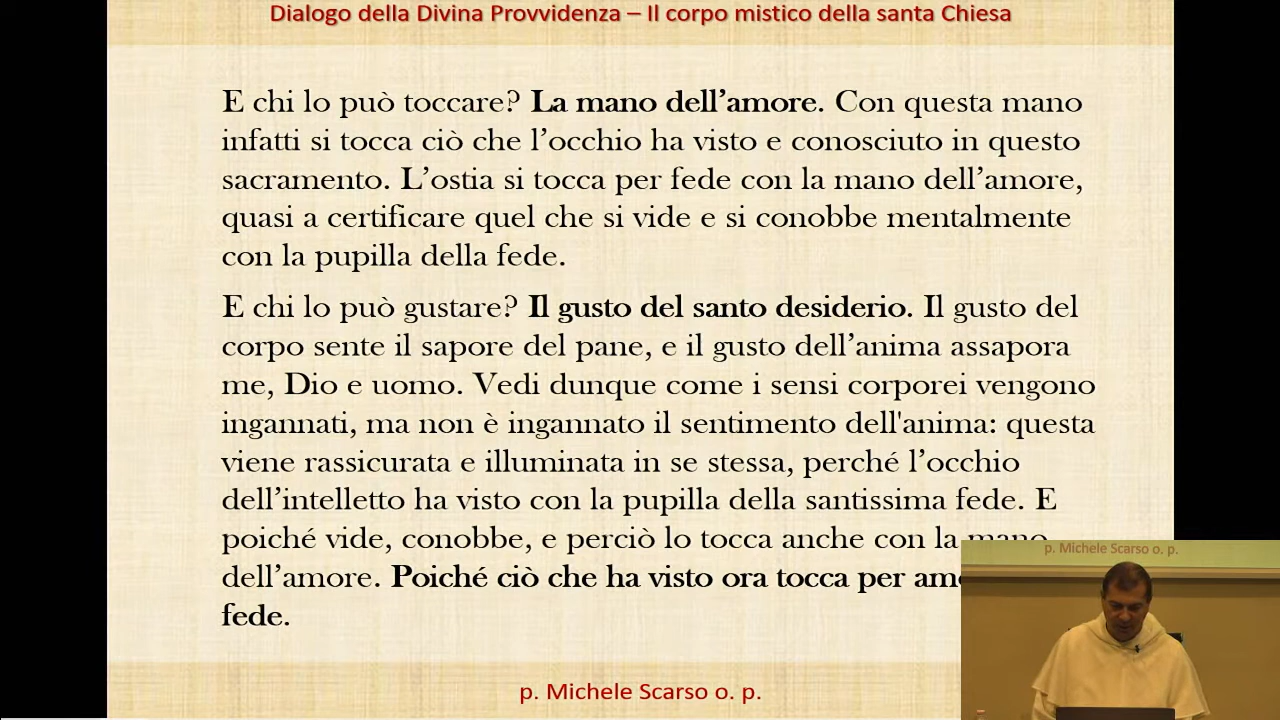 Dialogo della Divina Provvidenza – Il corpo mistico della santa Chiesa
E chi lo può toccare? La mano dell’amore. Con questa mano
infatti si tocca ciò che l’occhio ha visto e conosciuto in questo
sacramento. L’ostia si tocca per fede con la mano dell’amore,
quasi a certificare quel che si vide e si conobbe mentalmente
con la pupilla della fede.
E chi lo può gustare? Il gusto del santo desiderio. Il gusto del
corpo sente il sapore del pane, e il gusto dell’anima assapora
me, Dio e uomo. Vedi dunque come i sensi corporei vengono
ingannati, ma non è ingannato il sentimento dell'anima: questa
viene rassicurata e illuminata in se stessa, perché l’occhio
dell’intelletto ha visto con la pupilla della santissima fede. E
poiché vide, conobbe, e perciò lo tocca anche con la mano
dell’amore. Poiché ciò che ha visto ora tocca per
fede.
p. Michele Scarso o. p.
p. Michele Scarso o. p.